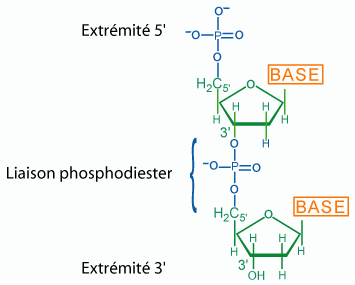 O⁻
Extrémité 5'
⁻O P O
O
H₂C 5' O BASE
H H H
3' H
O
Liaison phosphodiester
⁻O P O
O
H₂C 5' O BASE
H H H H
3'
Extrémité 3'
OH H